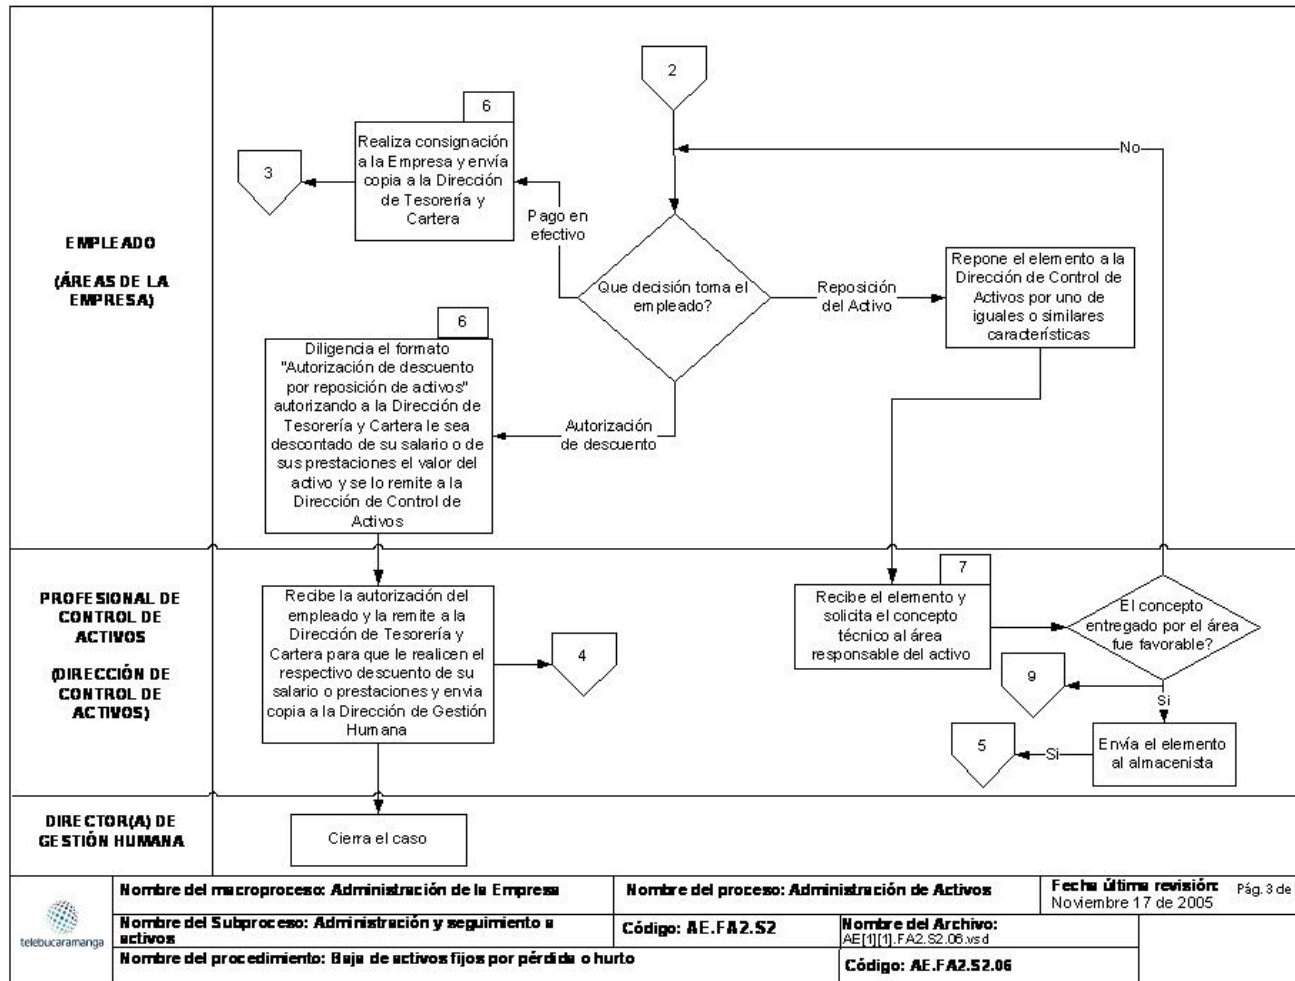 2
6
Realiza consignación
a la Empresa y envía
copia a la Dirección
de Tesorería y
Cartera
3
No
Pago en
efectivo
EMPLEADO
(ÁREAS DE LA
EMPRESA)
Que decisión toma el
empleado?
Reposición
del Activo
Repone el elemento a la
Dirección de Control de
Activos por uno de
iguales o similares
características
6
Diligencia el formato
"Autorización de descuento
por reposición de activos"
autorizando a la Dirección de
Tesorería y Cartera le sea
descontado de su salario o de
sus prestaciones el valor del
activo y se lo remite a la
Dirección de Control de
Activos
Autorización
de descuento
PROFESIONAL DE
CONTROL DE
ACTIVOS
(DIRECCIÓN DE
CONTROL DE
ACTIVOS)
Recibe la autorización del
empleado y la remite a la
Dirección de Tesorería y
Cartera para que le realicen el
respectivo descuento de su
salario o prestaciones y envia
copia a la Dirección de Gestión
Humana
4
7
Recibe el elemento y
solicita el concepto
técnico al área
responsable del activo
El concepto
entregado por el área
fue favorable?
9
Si
5
Si
Envía el elemento
al almacenista
DIRECTOR(A) DE
GESTIÓN HUMANA
Cierra el caso
telebucaramanga
Nombre del macroproceso: Administración de la Empresa
Nombre del proceso: Administración de Activos
Fecha última revisión:
Noviembre 17 de 2005
Pág. 3 de
Nombre del Subproceso: Administración y seguimiento a
activos
Código: AE.FA2.S2
Nombre del Archivo:
AE[1][1].FA2.S2.06.vsd
Nombre del procedimiento: Baja de activos fijos por pérdida o hurto
Código: AE.FA2.S2.06